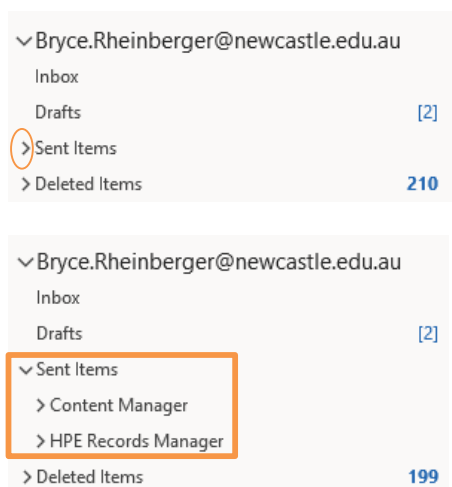 Bryce.Rheinberger@newcastle.edu.au
Inbox
Drafts [2]
Sent Items
Deleted Items 210
Bryce.Rheinberger@newcastle.edu.au
Inbox
Drafts [2]
Sent Items
Content Manager
HPE Records Manager
Deleted Items 199